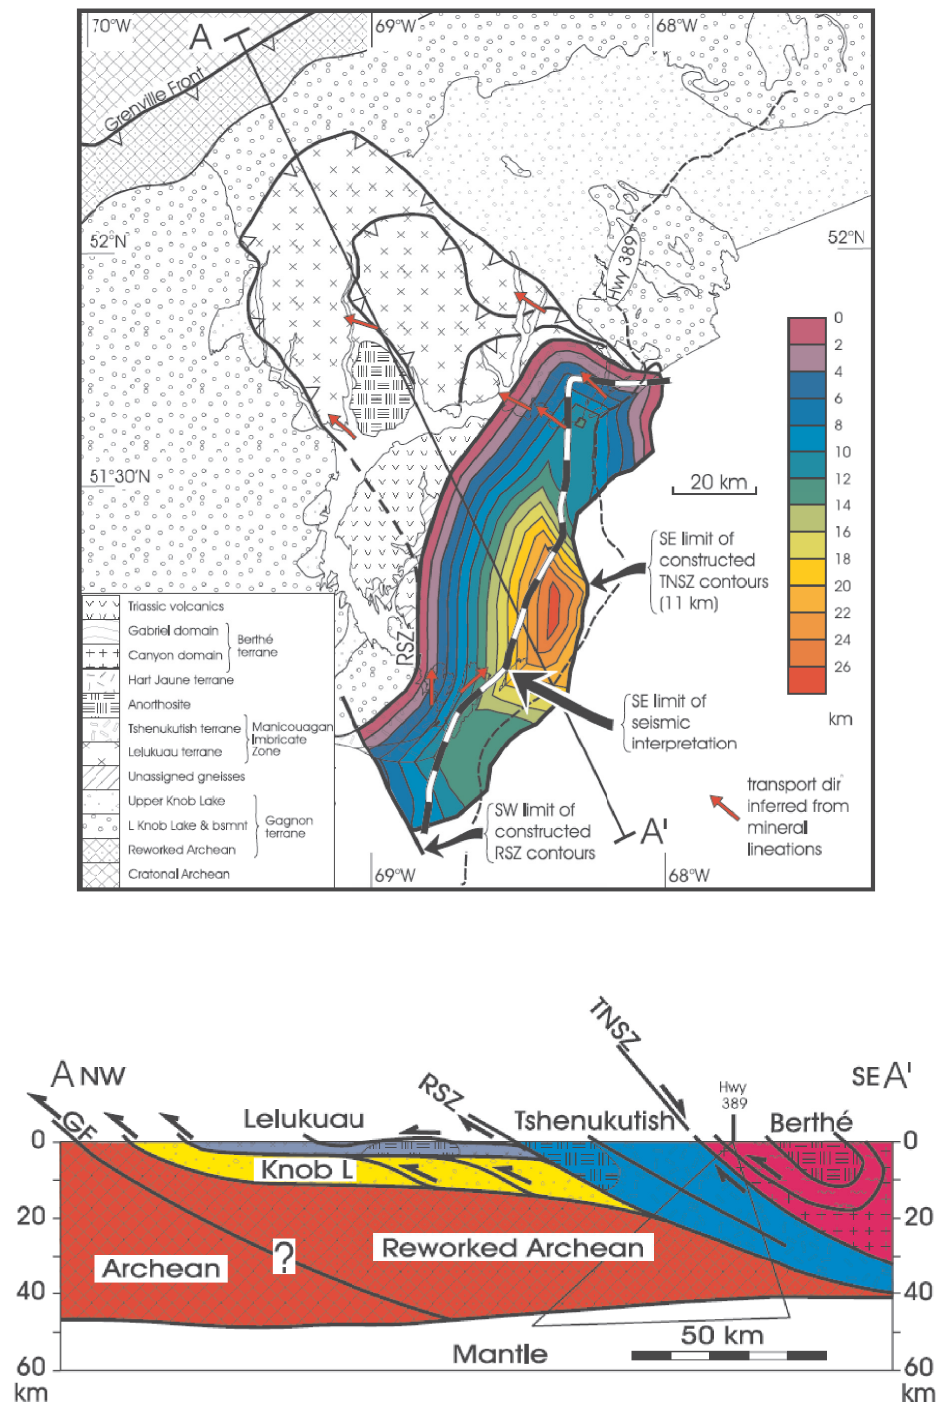 70°W
A
69°W
68°W
Grenville Front
52°N
52°N
Hwy 389
0
2
4
6
8
10
12
14
16
18
20
22
24
26
km
51°30'N
20 km
SE limit of
constructed
TNSZ contours
(11 km)
RSZ
SE limit of
seismic
interpretation
transport dir
inferred from
mineral
lineations
SW limit of
constructed
RSZ contours
A'
69°W
68°W
Triassic volcanics
Gabriel domain
Canyon domain
Berthé
terrane
Hart Jaune terrane
Anorthosite
Tshenukutish terrane
Lelukuau terrane
Manicouagan
Imbricate
Zone
Unassigned gneisses
Upper Knob Lake
L Knob Lake & bsmnt
Reworked Archean
Gagnon
terrane
Cratonal Archean
TNSZ
A NW
SE A'
Hwy
389
GF
RSZ
Lelukuau
Tshenukutish
Berthé
0
0
Knob L
20
20
Archean
?
Reworked Archean
40
40
50 km
Mantle
60
60
km
km